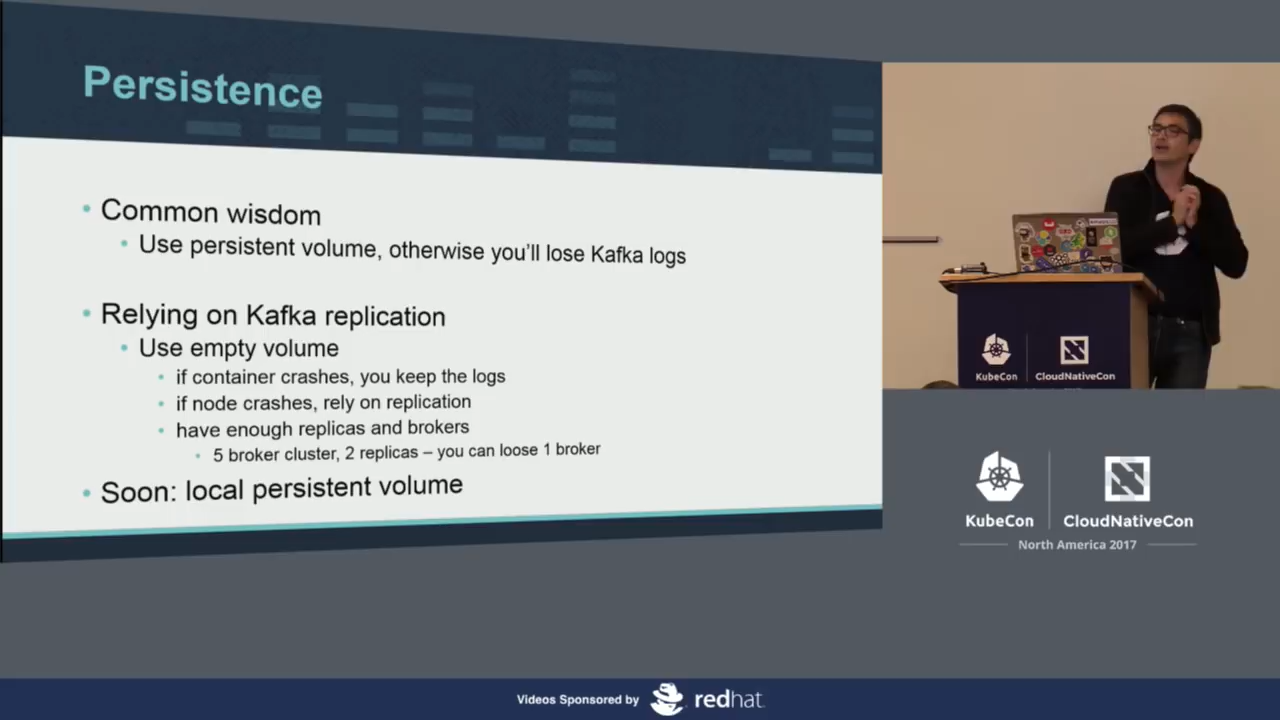 Persistence
Common wisdom
Use persistent volume, otherwise you'll lose Kafka logs
Relying on Kafka replication
Use empty volume
if container crashes, you keep the logs
if node crashes, rely on replication
have enough replicas and brokers
5 broker cluster, 2 replicas – you can loose 1 broker
Soon: local persistent volume
KubeCon
CloudNativeCon
KubeCon
CloudNativeCon
North America 2017
Videos Sponsored by
redhat